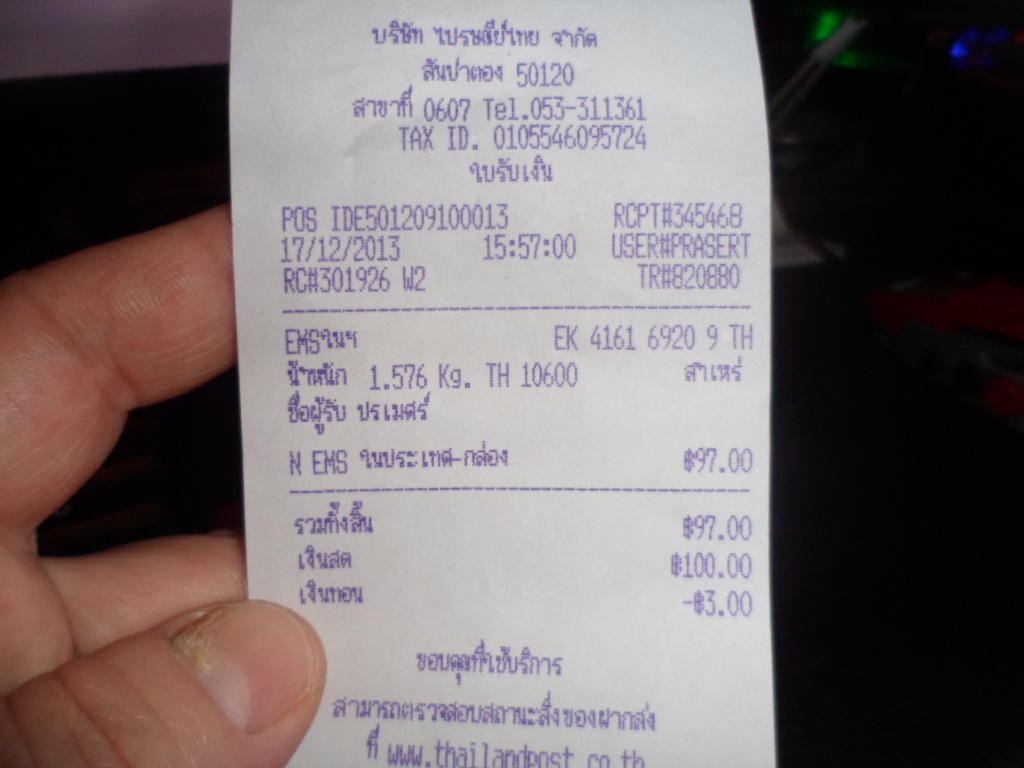 บริษัท ไปรษณีย์ไทย จำกัด
สันป่าตอง 50120
สาขาที่ 0607 Tel.053-311361
TAX ID. 0105546095724
ใบรับเงิน
POS IDE501209100013 RCPT#345468
17/12/2013 15:57:00 USER#PRASERT
RC#301926 W2 TR#820880
EMSในฯ EK 4161 6920 9 TH
น้ำหนัก 1.576 Kg. TH 10600 สำเหร่
ชื่อผู้รับ ปรเมศร์
N EMS ในประเทศ-กล่อง ฿97.00
รวมทั้งสิ้น ฿97.00
เงินสด ฿100.00
เงินทอน -฿3.00
ขอบคุณที่ใช้บริการ
สามารถตรวจสอบสถานะสิ่งของฝากส่ง
ที่ www.thailandpost.co.th